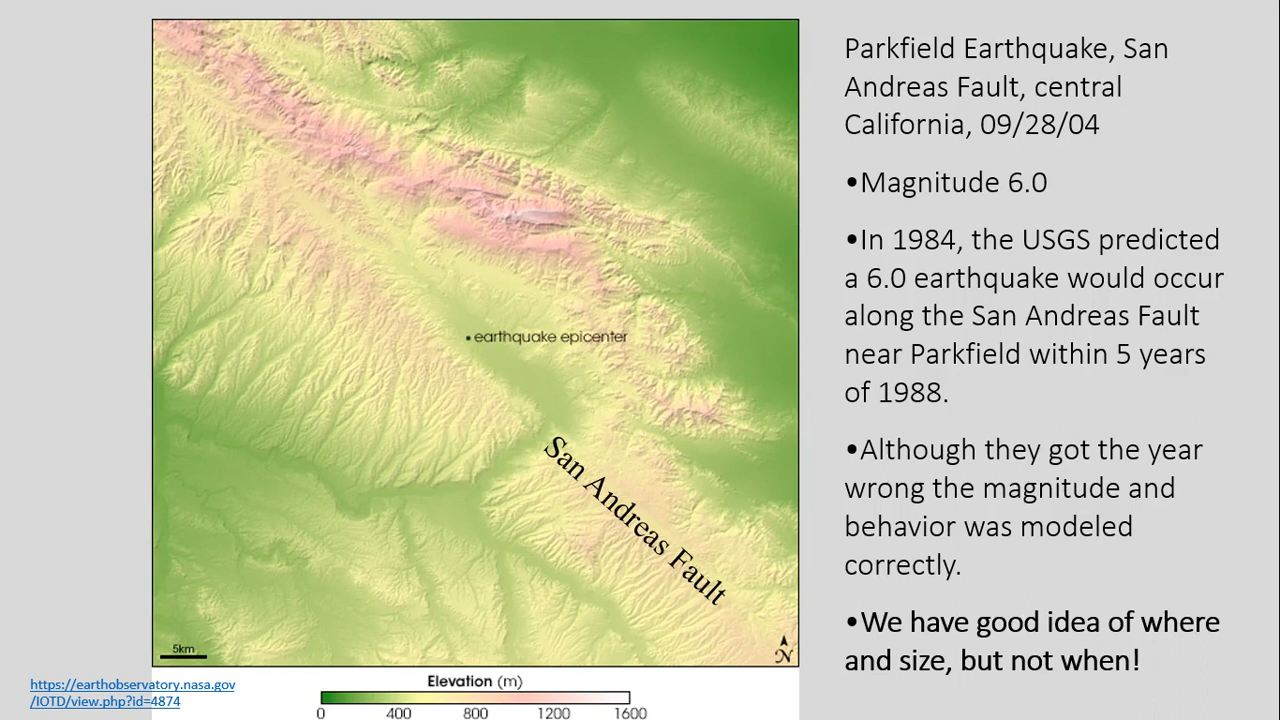 Parkfield Earthquake, San
Andreas Fault, central
California, 09/28/04
•Magnitude 6.0
•In 1984, the USGS predicted
a 6.0 earthquake would occur
along the San Andreas Fault
near Parkfield within 5 years
of 1988.
•Although they got the year
wrong the magnitude and
behavior was modeled
correctly.
•We have good idea of where
and size, but not when!
earthquake epicenter
San Andreas Fault
5km
N
Elevation (m)
0 400 800 1200 1600
https://earthobservatory.nasa.gov
/IOTD/view.php?id=4874